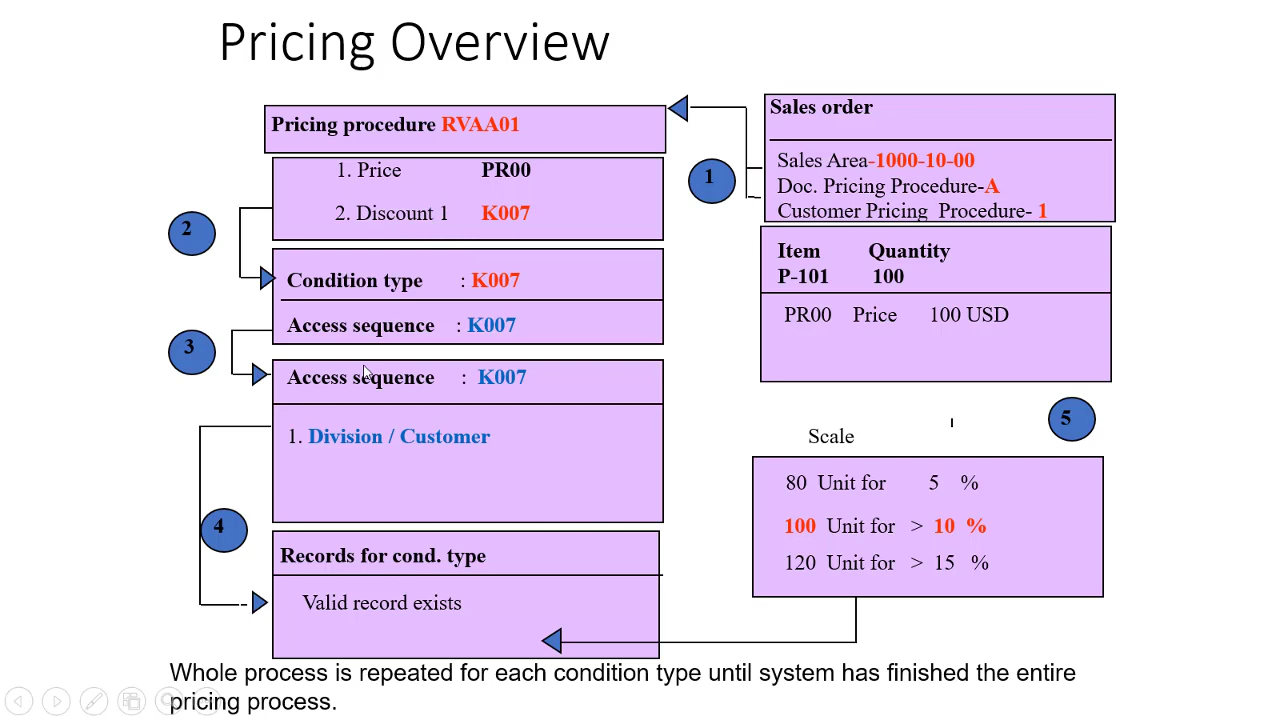 Pricing Overview
Pricing procedure RVAA01
1. Price PR00
2. Discount 1 K007
2
Condition type : K007
Access sequence : K007
3
Access sequence : K007
1. Division / Customer
4
Records for cond. type
Valid record exists
1
Sales order
Sales Area-1000-10-00
Doc. Pricing Procedure-A
Customer Pricing Procedure- 1
Item Quantity
P-101 100
PR00 Price 100 USD
5
Scale
80 Unit for 5 %
100 Unit for > 10 %
120 Unit for > 15 %
Whole process is repeated for each condition type until system has finished the entire
pricing process.